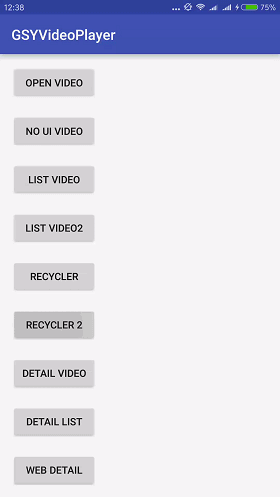 12:38
75%
GSYVideoPlayer
OPEN VIDEO
NO UI VIDEO
LIST VIDEO
LIST VIDEO2
RECYCLER
RECYCLER 2
DETAIL VIDEO
DETAIL LIST
WEB DETAIL